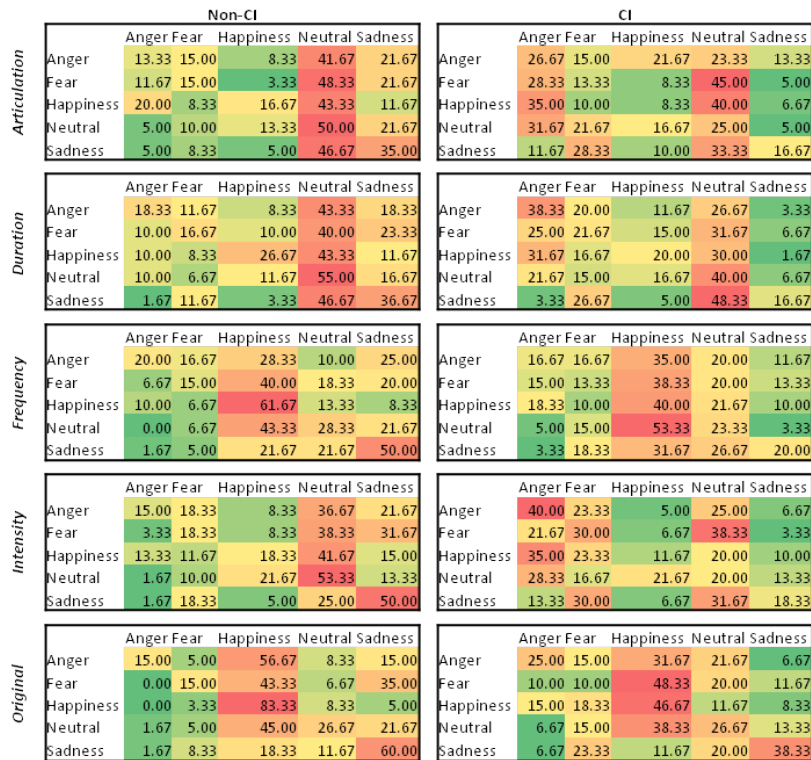 Non-CI CI
Articulation
Anger Fear Happiness Neutral Sadness Anger Fear Happiness Neutral Sadness
Anger 13.33 15.00 8.33 41.67 21.67 Anger 26.67 15.00 21.67 23.33 13.33
Fear 11.67 15.00 3.33 48.33 21.67 Fear 28.33 13.33 8.33 45.00 5.00
Happiness 20.00 8.33 16.67 43.33 11.67 Happiness 35.00 10.00 8.33 40.00 6.67
Neutral 5.00 10.00 13.33 50.00 21.67 Neutral 31.67 21.67 16.67 25.00 5.00
Sadness 5.00 8.33 5.00 46.67 35.00 Sadness 11.67 28.33 10.00 33.33 16.67
Duration
Anger Fear Happiness Neutral Sadness Anger Fear Happiness Neutral Sadness
Anger 18.33 11.67 8.33 43.33 18.33 Anger 38.33 20.00 11.67 26.67 3.33
Fear 10.00 16.67 10.00 40.00 23.33 Fear 25.00 21.67 15.00 31.67 6.67
Happiness 10.00 8.33 26.67 43.33 11.67 Happiness 31.67 16.67 20.00 30.00 1.67
Neutral 10.00 6.67 11.67 55.00 16.67 Neutral 21.67 15.00 16.67 40.00 6.67
Sadness 1.67 11.67 3.33 46.67 36.67 Sadness 3.33 26.67 5.00 48.33 16.67
Frequency
Anger Fear Happiness Neutral Sadness Anger Fear Happiness Neutral Sadness
Anger 20.00 16.67 28.33 10.00 25.00 Anger 16.67 16.67 35.00 20.00 11.67
Fear 6.67 15.00 40.00 18.33 20.00 Fear 15.00 13.33 38.33 20.00 13.33
Happiness 10.00 6.67 61.67 13.33 8.33 Happiness 18.33 10.00 40.00 21.67 10.00
Neutral 0.00 6.67 43.33 28.33 21.67 Neutral 5.00 15.00 53.33 23.33 3.33
Sadness 1.67 5.00 21.67 21.67 50.00 Sadness 3.33 18.33 31.67 26.67 20.00
Intensity
Anger Fear Happiness Neutral Sadness Anger Fear Happiness Neutral Sadness
Anger 15.00 18.33 8.33 36.67 21.67 Anger 40.00 23.33 5.00 25.00 6.67
Fear 3.33 18.33 8.33 38.33 31.67 Fear 21.67 30.00 6.67 38.33 3.33
Happiness 13.33 11.67 18.33 41.67 15.00 Happiness 35.00 23.33 11.67 20.00 10.00
Neutral 1.67 10.00 21.67 53.33 13.33 Neutral 28.33 16.67 21.67 20.00 13.33
Sadness 1.67 18.33 5.00 25.00 50.00 Sadness 13.33 30.00 6.67 31.67 18.33
Original
Anger Fear Happiness Neutral Sadness Anger Fear Happiness Neutral Sadness
Anger 15.00 5.00 56.67 8.33 15.00 Anger 25.00 15.00 31.67 21.67 6.67
Fear 0.00 15.00 43.33 6.67 35.00 Fear 10.00 10.00 48.33 20.00 11.67
Happiness 0.00 3.33 83.33 8.33 5.00 Happiness 15.00 18.33 46.67 11.67 8.33
Neutral 1.67 5.00 45.00 26.67 21.67 Neutral 6.67 15.00 38.33 26.67 13.33
Sadness 1.67 8.33 18.33 11.67 60.00 Sadness 6.67 23.33 11.67 20.00 38.33